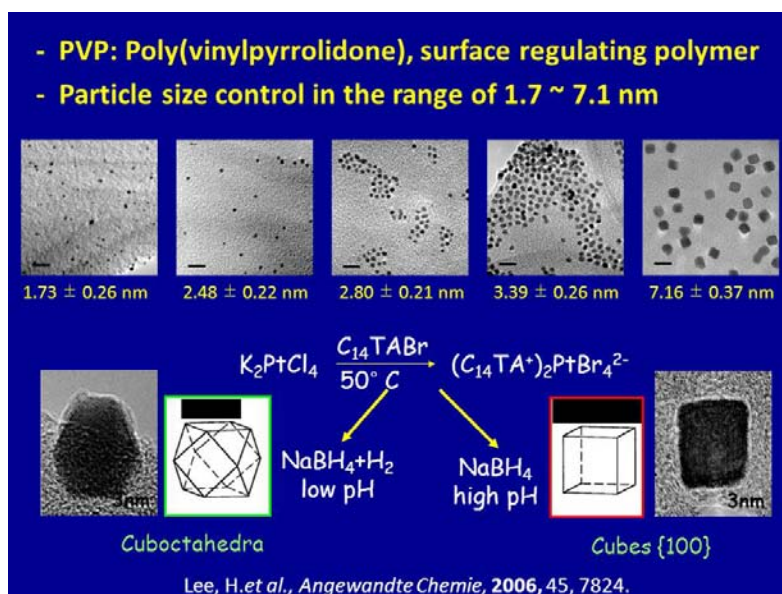 - PVP: Poly(vinylpyrrolidone), surface regulating polymer
- Particle size control in the range of 1.7 ~ 7.1 nm
1.73 ± 0.26 nm
2.48 ± 0.22 nm
2.80 ± 0.21 nm
3.39 ± 0.26 nm
7.16 ± 0.37 nm
K₂PtCl₄ C₁₄TABr (C₁₄TA⁺)₂PtBr₄²⁻
50° C
NaBH₄+H₂
low pH
NaBH₄
high pH
3nm
3nm
Cuboctahedra
Cubes {100}
Lee, H.et al., Angewandte Chemie, 2006, 45, 7824.